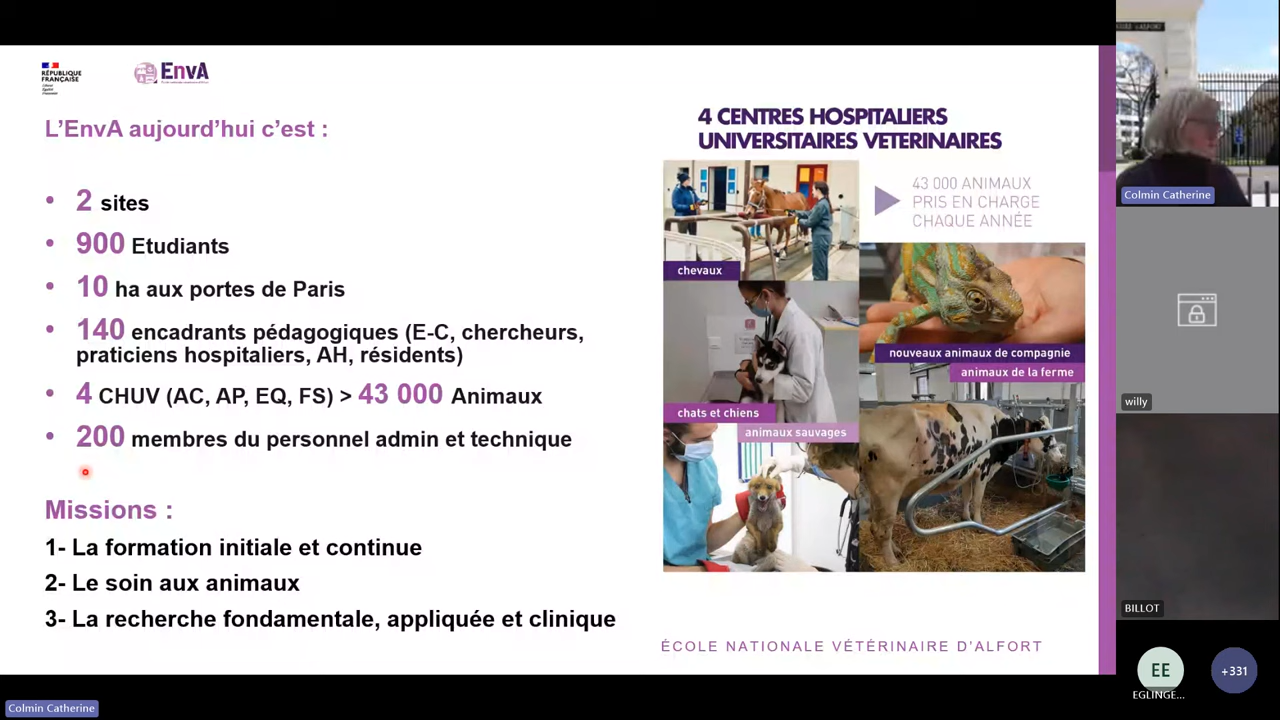 RÉPUBLIQUE
FRANÇAISE
Liberté
Égalité
Fraternité
EnvA
L’EnvA aujourd’hui c’est :
• 2 sites
• 900 Etudiants
• 10 ha aux portes de Paris
• 140 encadrants pédagogiques (E-C, chercheurs,
praticiens hospitaliers, AH, résidents)
• 4 CHUV (AC, AP, EQ, FS) > 43 000 Animaux
• 200 membres du personnel admin et technique
Missions :
1- La formation initiale et continue
2- Le soin aux animaux
3- La recherche fondamentale, appliquée et clinique
4 CENTRES HOSPITALIERS
UNIVERSITAIRES VETERINAIRES
43 000 ANIMAUX
PRIS EN CHARGE
CHAQUE ANNÉE
chevaux
nouveaux animaux de compagnie
animaux de la ferme
chats et chiens
animaux sauvages
ÉCOLE NATIONALE VÉTÉRINAIRE D’ALFORT
Colmin Catherine
willy
BILLOT
EE
EGLINGE...
+331
Colmin Catherine